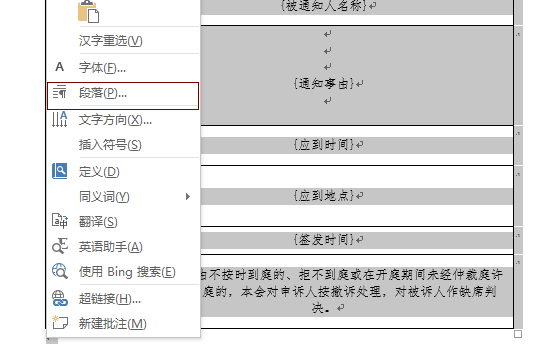 {被通知人名称}
汉字重选(V)
A 字体(F)...
段落(P)...
{通知事由}
文字方向(X)...
插入符号(S)
{应到时间}
定义(D)
同义词(Y)
{应到地点}
翻译(S)
英语助手(A)
{签发时间}
使用 Bing 搜索(E)
由不按时到庭的、拒不到庭或在开庭期间未经仲裁庭许
超链接(H)...
庭的，本会对申诉人按撤诉处理，对被诉人作缺席判
决。
新建批注(M)